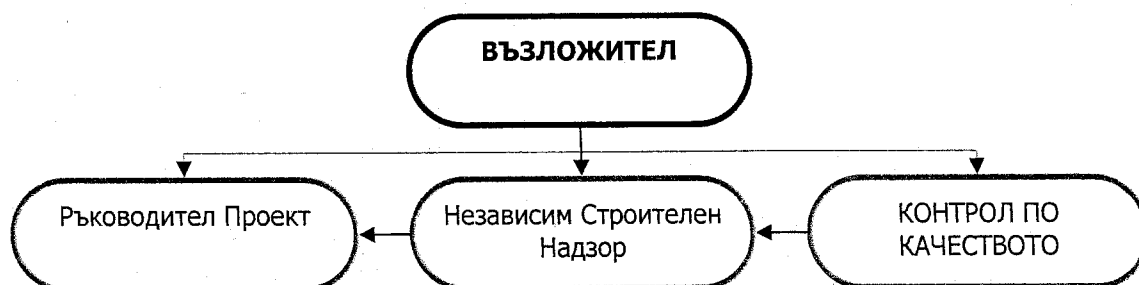 ВЪЗЛОЖИТЕЛ
Ръководител Проект
Независим Строителен
Надзор
КОНТРОЛ ПО
КАЧЕСТВОТО